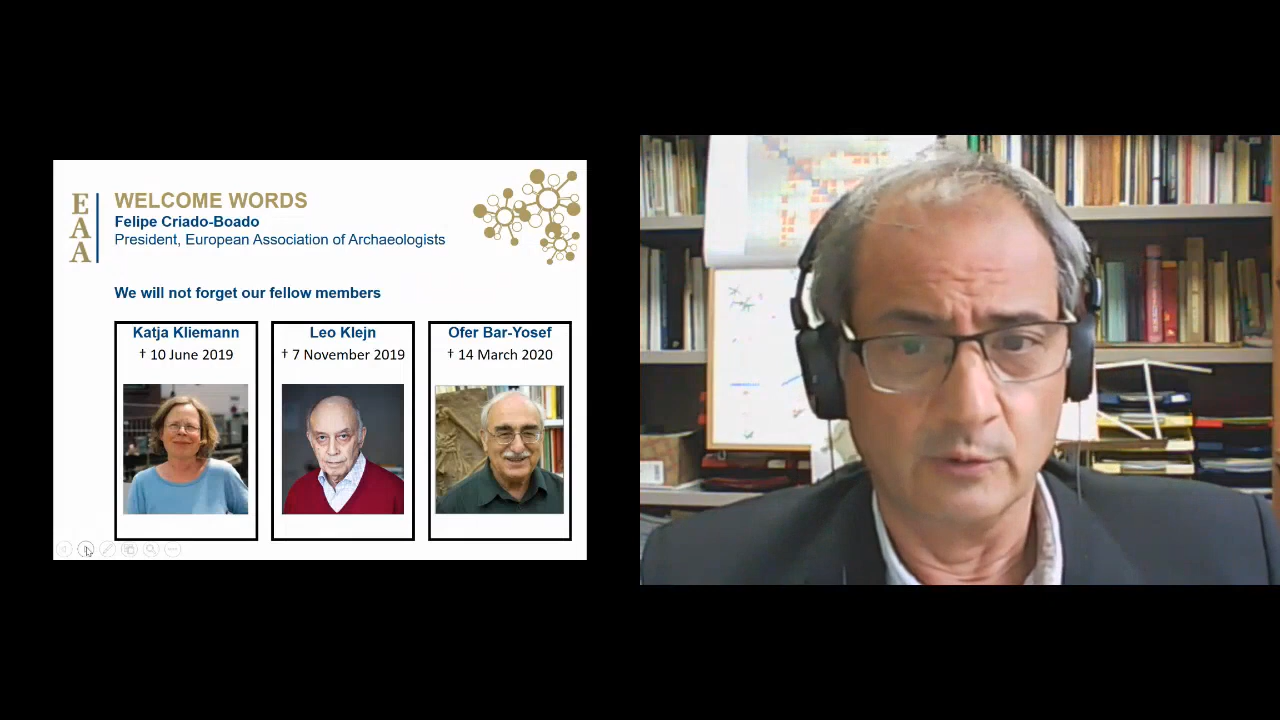 EAA
WELCOME WORDS
Felipe Criado-Boado
President, European Association of Archaeologists
We will not forget our fellow members
Katja Kliemann
† 10 June 2019
Leo Klejn
† 7 November 2019
Ofer Bar-Yosef
† 14 March 2020